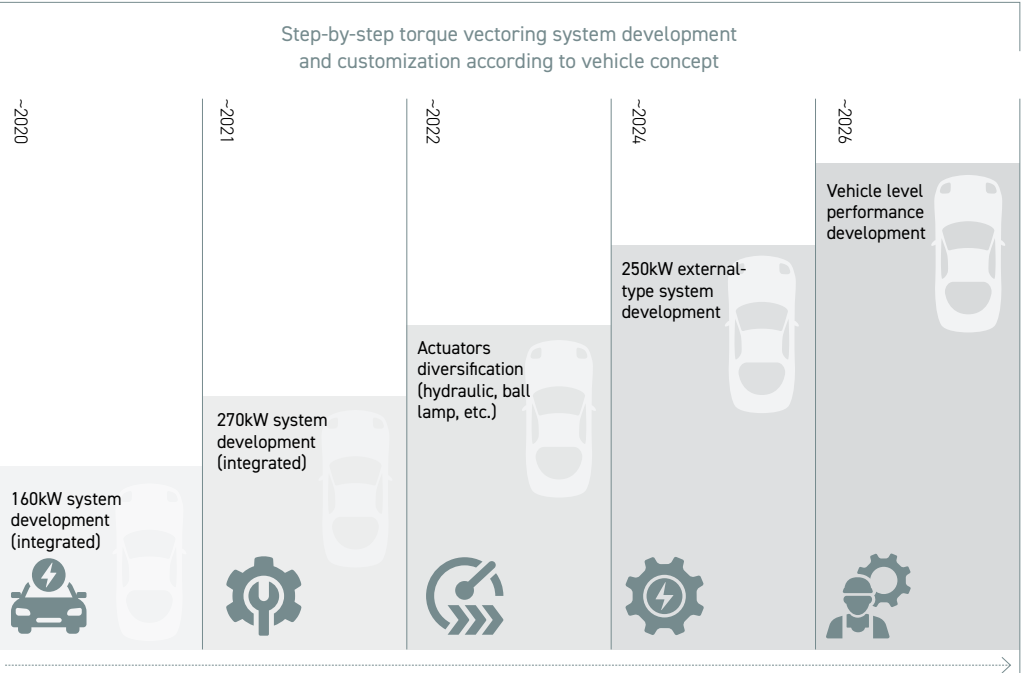 Step-by-step torque vectoring system development
and customization according to vehicle concept
~2020
160kW system
development
(integrated)
~2021
270kW system
development
(integrated)
~2022
Actuators
diversification
(hydraulic, ball
lamp, etc.)
~2024
250kW external-
type system
development
~2026
Vehicle level
performance
development